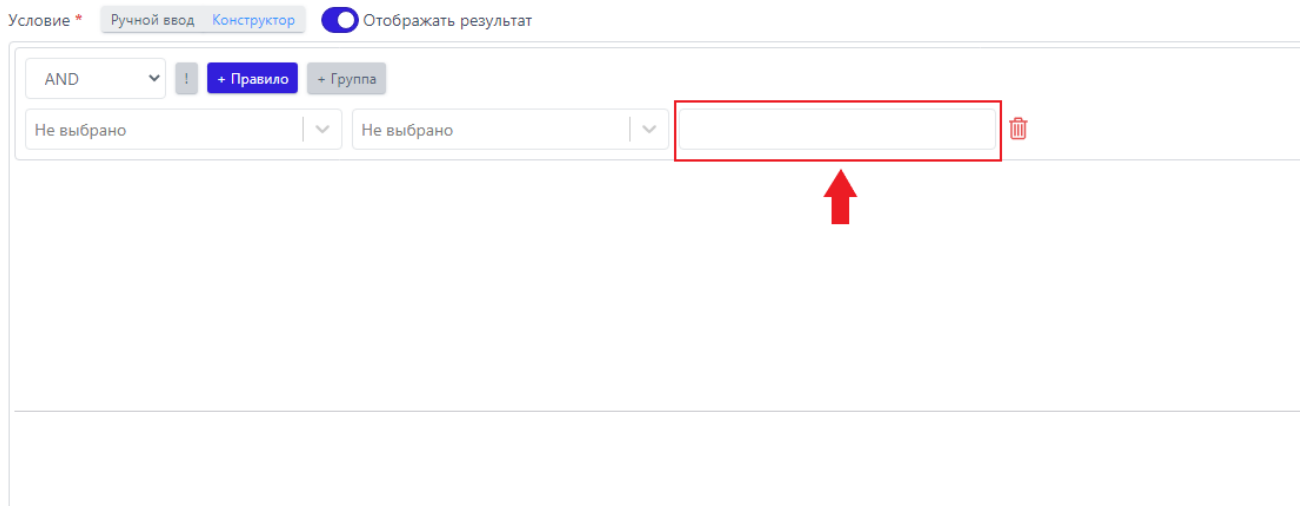 Условие * Ручной ввод Конструктор Отображать результат
AND ! + Правило + Группа
Не выбрано Не выбрано